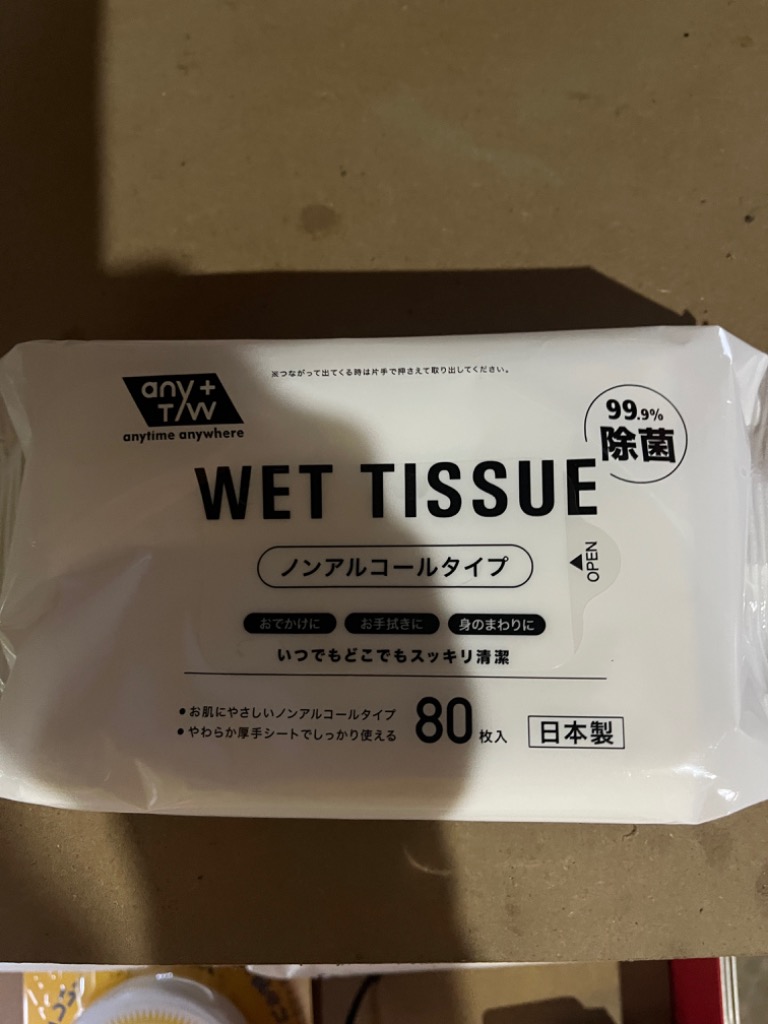 ※つながって出てくる時は片手で押さえて取り出してください。
any+
T/W
anytime anywhere
99.9%
除菌
WET TISSUE
ノンアルコールタイプ
▲OPEN
おでかけに お手拭きに 身のまわりに
いつでもどこでもスッキリ清潔
●お肌にやさしいノンアルコールタイプ
●やわらか厚手シートでしっかり使える
80枚入
日本製